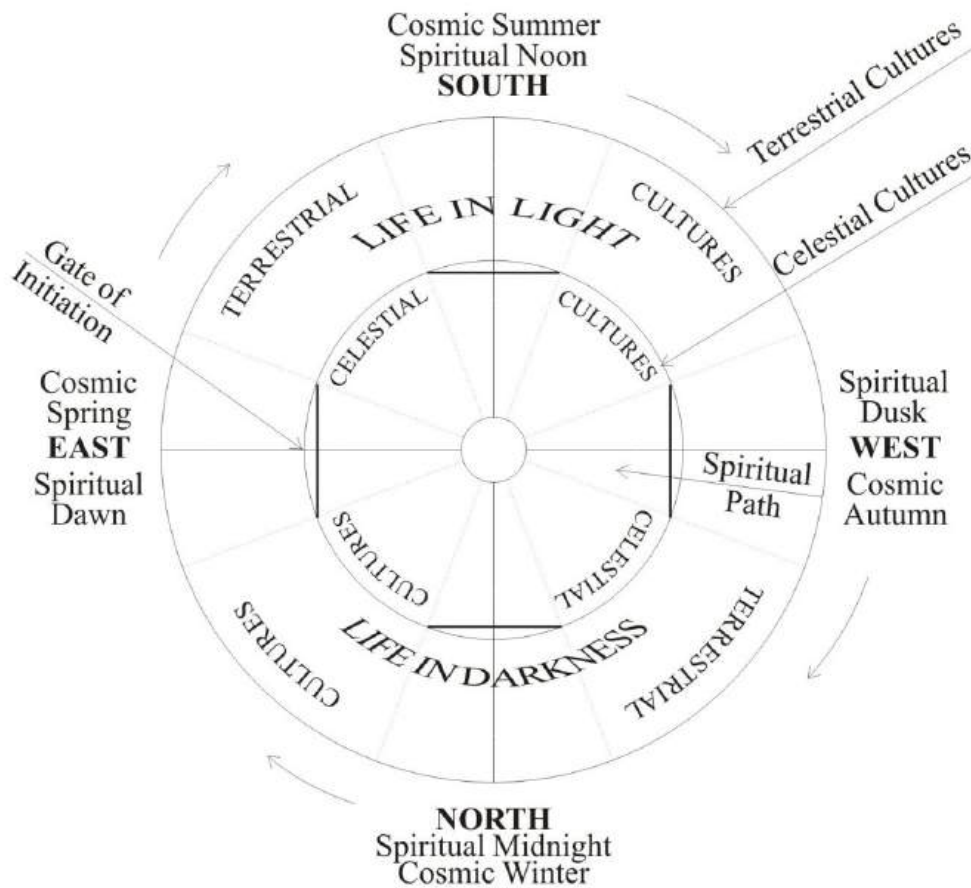 Cosmic Summer
Spiritual Noon
SOUTH
Terrestrial Cultures
Celestial Cultures
Gate of
Initiation
TERRESTRIAL
CULTURES
LIFE IN LIGHT
CELESTIAL
CULTURES
Cosmic
Spring
EAST
Spiritual
Dawn
Spiritual
Dusk
WEST
Cosmic
Autumn
Spiritual
Path
CULTURES
CELESTIAL
LIFE IN DARKNESS
CULTURES
TERRESTRIAL
NORTH
Spiritual Midnight
Cosmic Winter